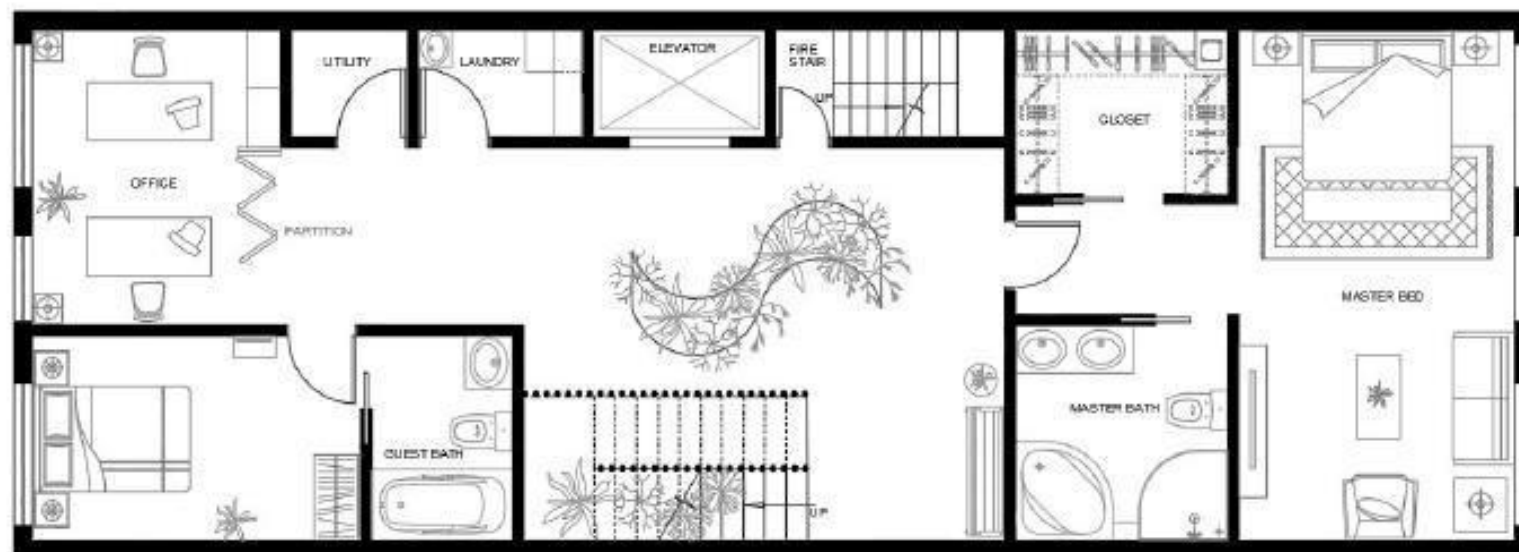 UTILITY
LAUNDRY
ELEVATOR
FIRE
STAIR
UP
CLOSET
OFFICE
PARTITION
MASTER BED
MASTER BATH
GUEST BATH
UP